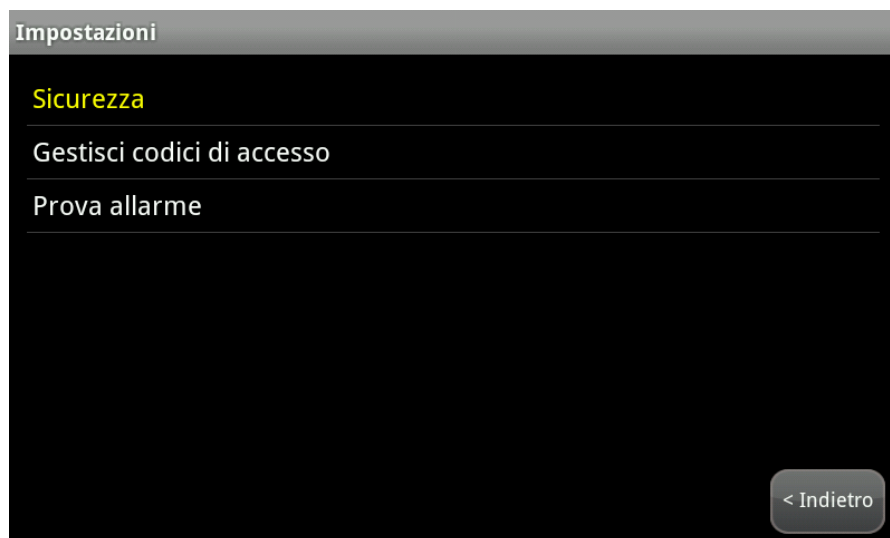 Impostazioni
Sicurezza
Gestisci codici di accesso
Prova allarme
< Indietro